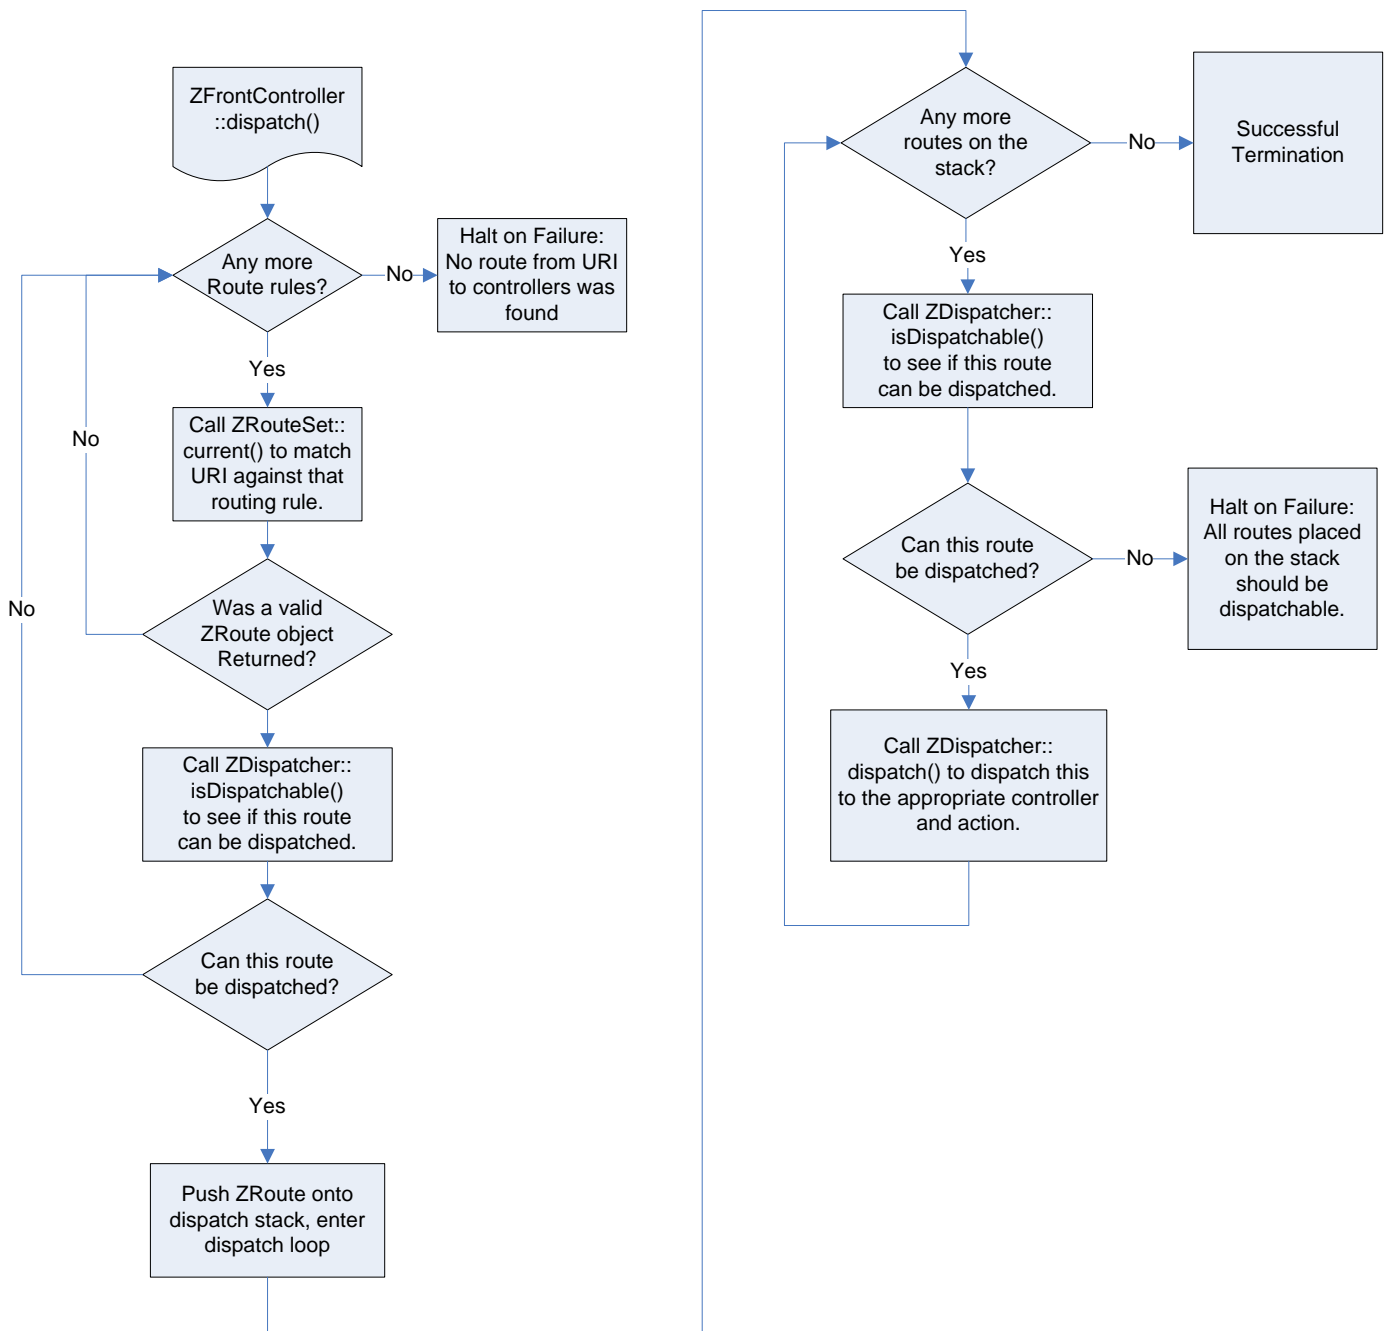 ZFrontController
::dispatch()
Any more
Route rules?
No
Halt on Failure:
No route from URI
to controllers was
found
Yes
Call ZRouteSet::
current() to match
URI against that
routing rule.
No
No
Was a valid
ZRoute object
Returned?
Call ZDispatcher::
isDispatchable()
to see if this route
can be dispatched.
Can this route
be dispatched?
Yes
Push ZRoute onto
dispatch stack, enter
dispatch loop
Any more
routes on the
stack?
No
Successful
Termination
Yes
Call ZDispatcher::
isDispatchable()
to see if this route
can be dispatched.
Can this route
be dispatched?
No
Halt on Failure:
All routes placed
on the stack
should be
dispatchable.
Yes
Call ZDispatcher::
dispatch() to dispatch this
to the appropriate controller
and action.